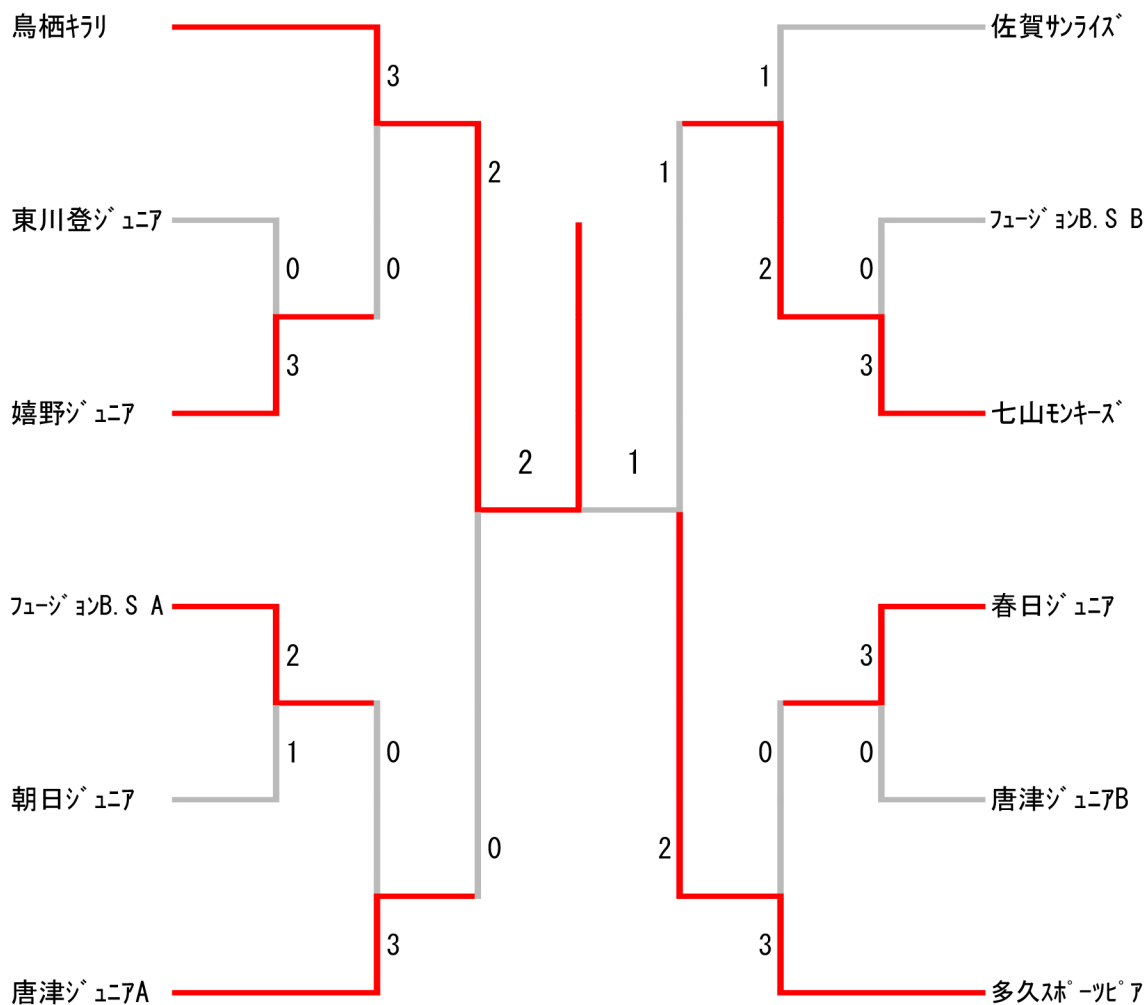 鳥栖キラリ
佐賀サンライズ
3
1
2
1
東川登ジュニア
フュージョンB.S B
0
0
2
0
3
3
嬉野ジュニア
七山モンキーズ
2
1
フュージョンB.S A
春日ジュニア
2
3
1
0
0
0
朝日ジュニア
唐津ジュニアB
0
2
3
3
唐津ジュニアA
多久スポーツピア